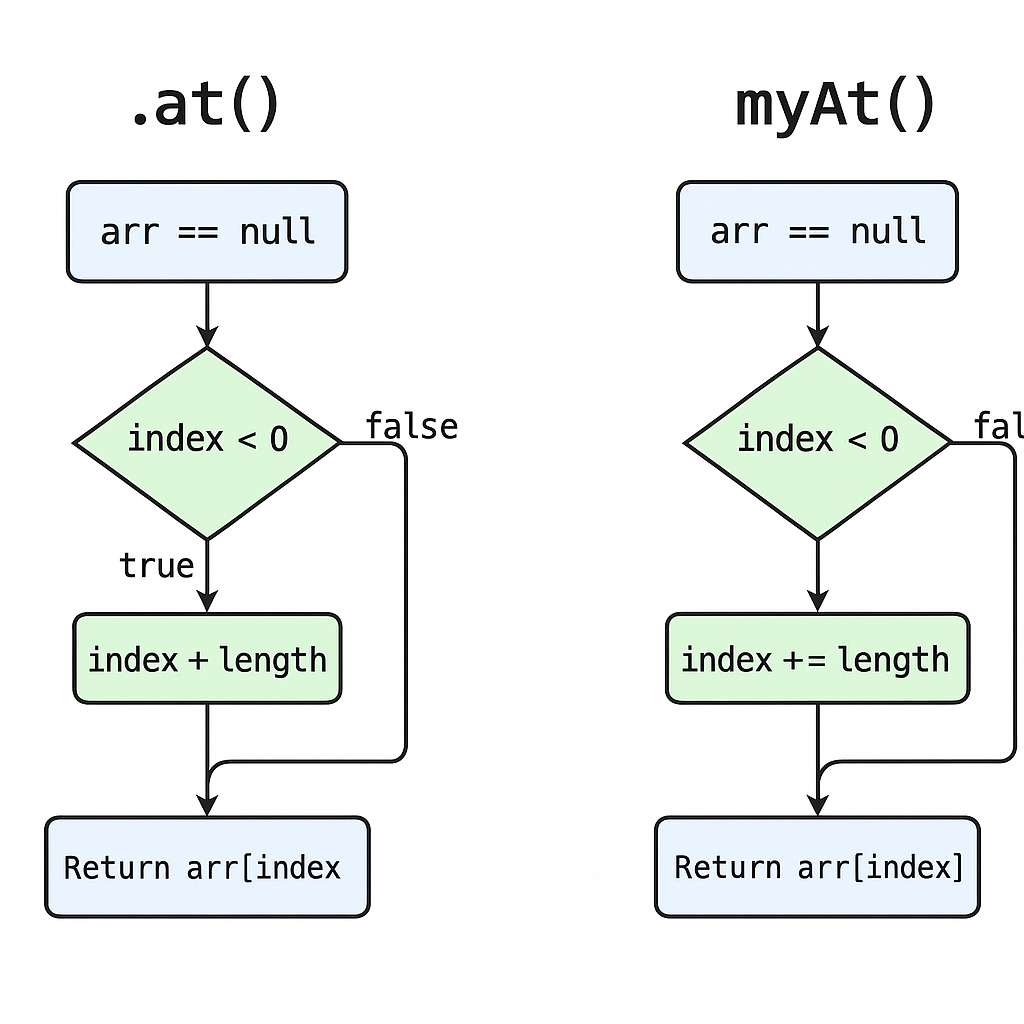 .at()
arr == null
index < 0
false
true
index + length
Return arr[index
myAt()
arr == null
index < 0
fal
index += length
Return arr[index]